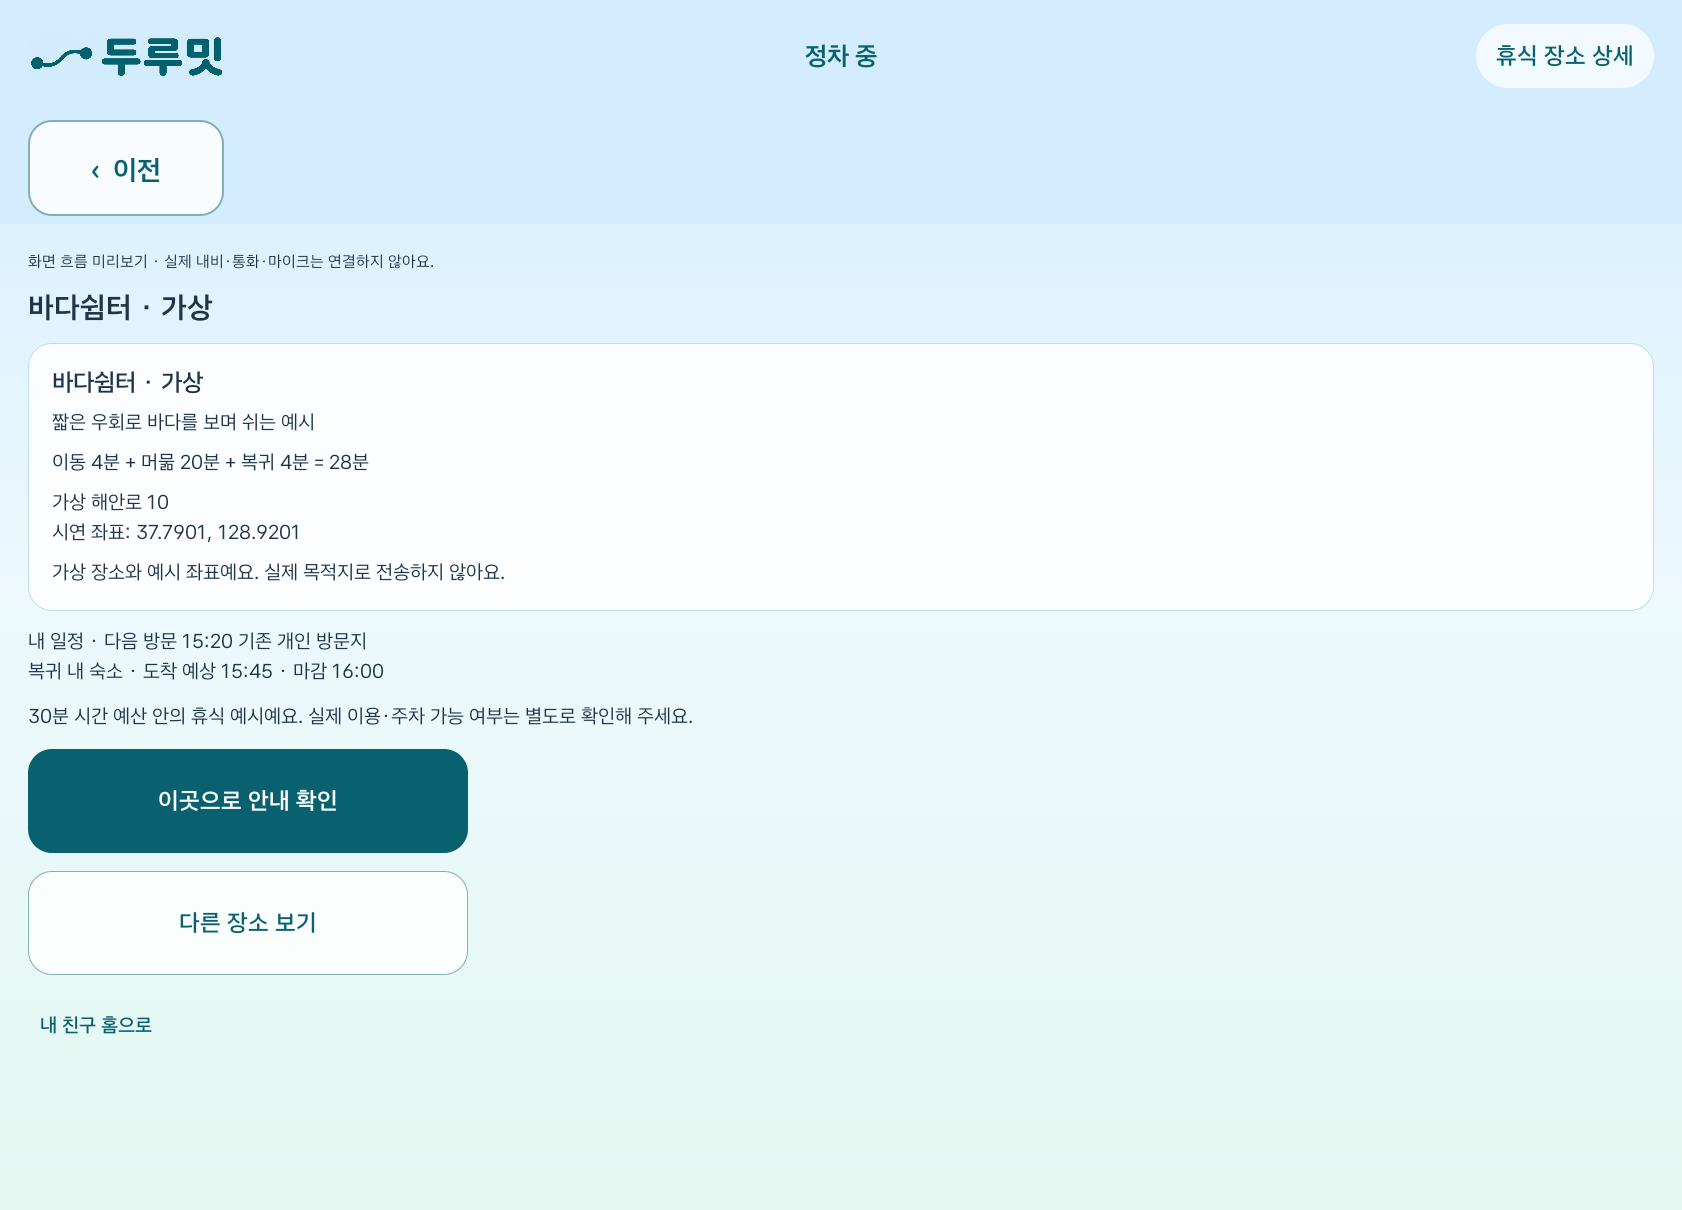 두루밋
정차 중
휴식 장소 상세
‹ 이전
화면 흐름 미리보기 · 실제 내비·통화·마이크는 연결하지 않아요.
바다쉼터 · 가상
바다쉼터 · 가상
짧은 우회로 바다를 보며 쉬는 예시
이동 4분 + 머묾 20분 + 복귀 4분 = 28분
가상 해안로 10
시연 좌표: 37.7901, 128.9201
가상 장소와 예시 좌표예요. 실제 목적지로 전송하지 않아요.
내 일정 · 다음 방문 15:20 기존 개인 방문지
복귀 내 숙소 · 도착 예상 15:45 · 마감 16:00
30분 시간 예산 안의 휴식 예시예요. 실제 이용·주차 가능 여부는 별도로 확인해 주세요.
이곳으로 안내 확인
다른 장소 보기
내 친구 홈으로